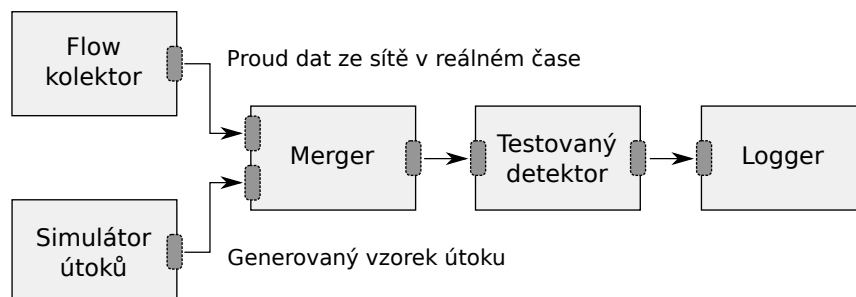 Flow
kolektor
Proud dat ze sítě v reálném čase
Merger
Testovaný
detektor
Logger
Simulátor
útoků
Generovaný vzorek útoku